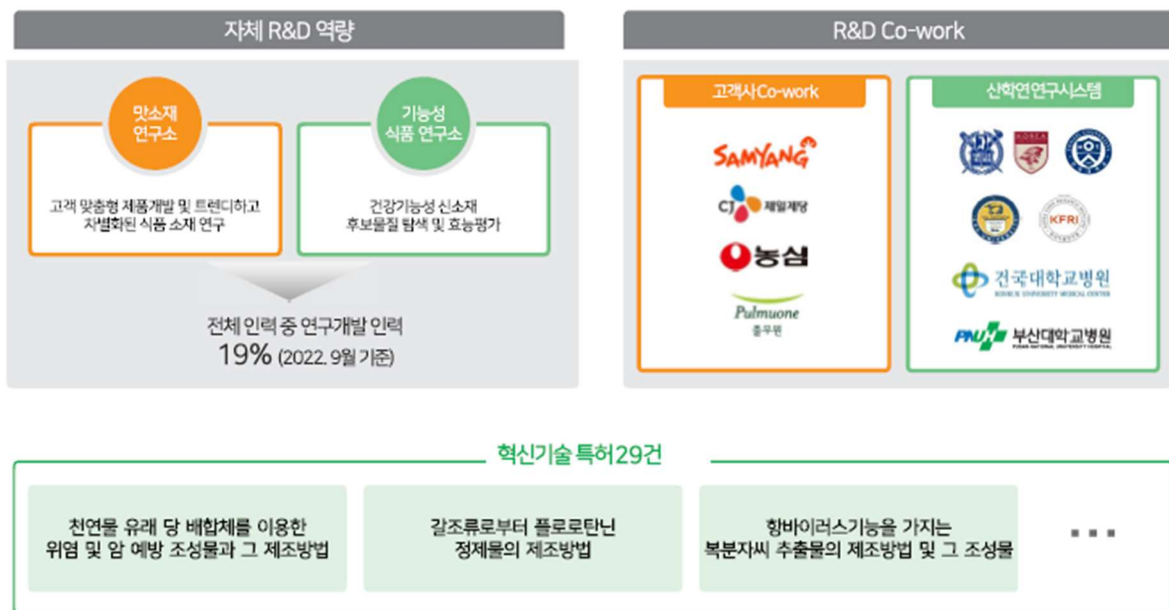 자체 R&D 역량
맛소재
연구소
고객 맞춤형 제품개발 및 트렌디하고
차별화된 식품 소재 연구
기능성
식품 연구소
건강기능성 신소재
후보물질 탐색 및 효능평가
전체 인력 중 연구개발 인력
19% (2022. 9월 기준)
R&D Co-work
고객사Co-work
SAMYANG
CJ 제일제당
농심
Pulmuone
풀무원
산학연연구시스템
KOREA
KFRI
건국대학교병원
KONKUK UNIVERSITY MEDICAL CENTER
PNUH 부산대학교병원
PUSAN NATIONAL UNIVERSITY HOSPITAL
혁신기술 특허29건
천연물 유래 당 배합체를 이용한
위염 및 암 예방 조성물과 그 제조방법
갈조류로부터 플로로탄닌
정제물의 제조방법
항바이러스기능을 가지는
복분자씨 추출물의 제조방법 및 그 조성물